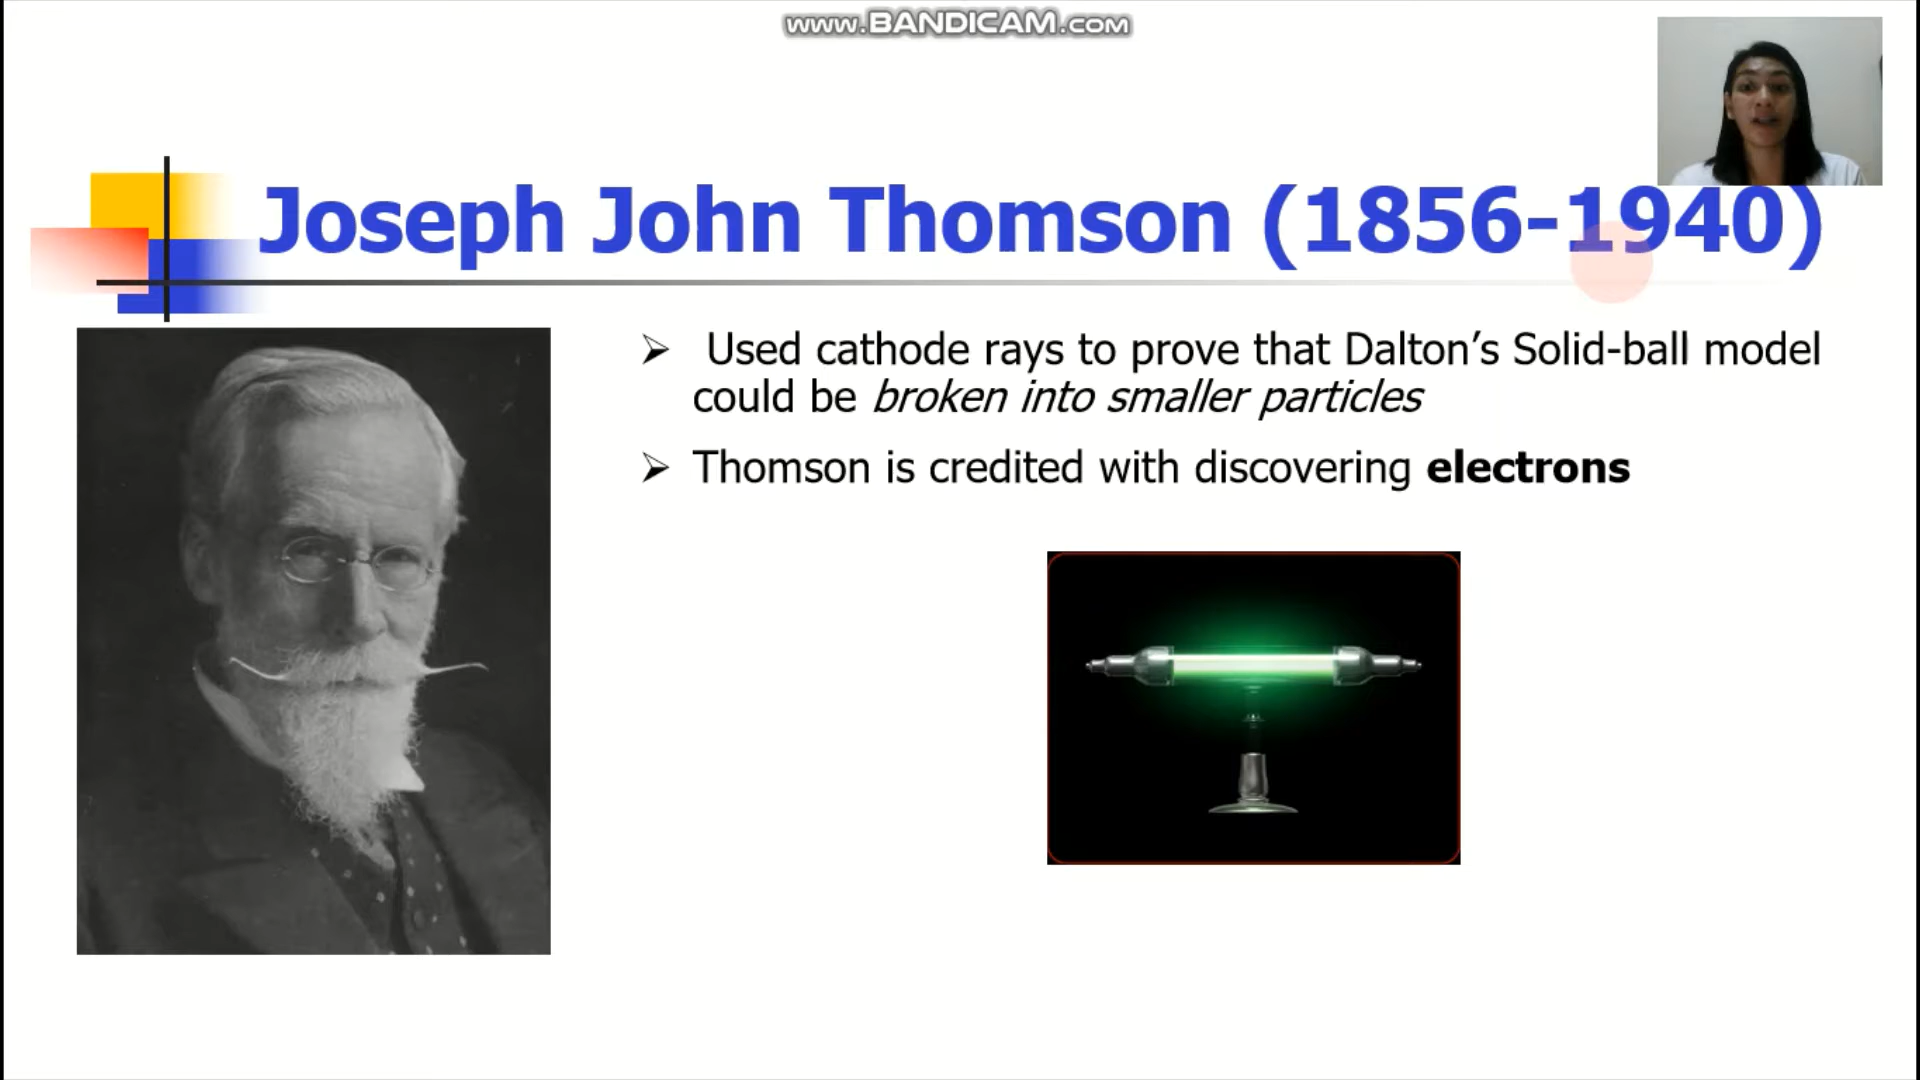 www.BANDICAM.com
Joseph John Thomson (1856-1940)
➢ Used cathode rays to prove that Dalton’s Solid-ball model
could be broken into smaller particles
➢ Thomson is credited with discovering electrons